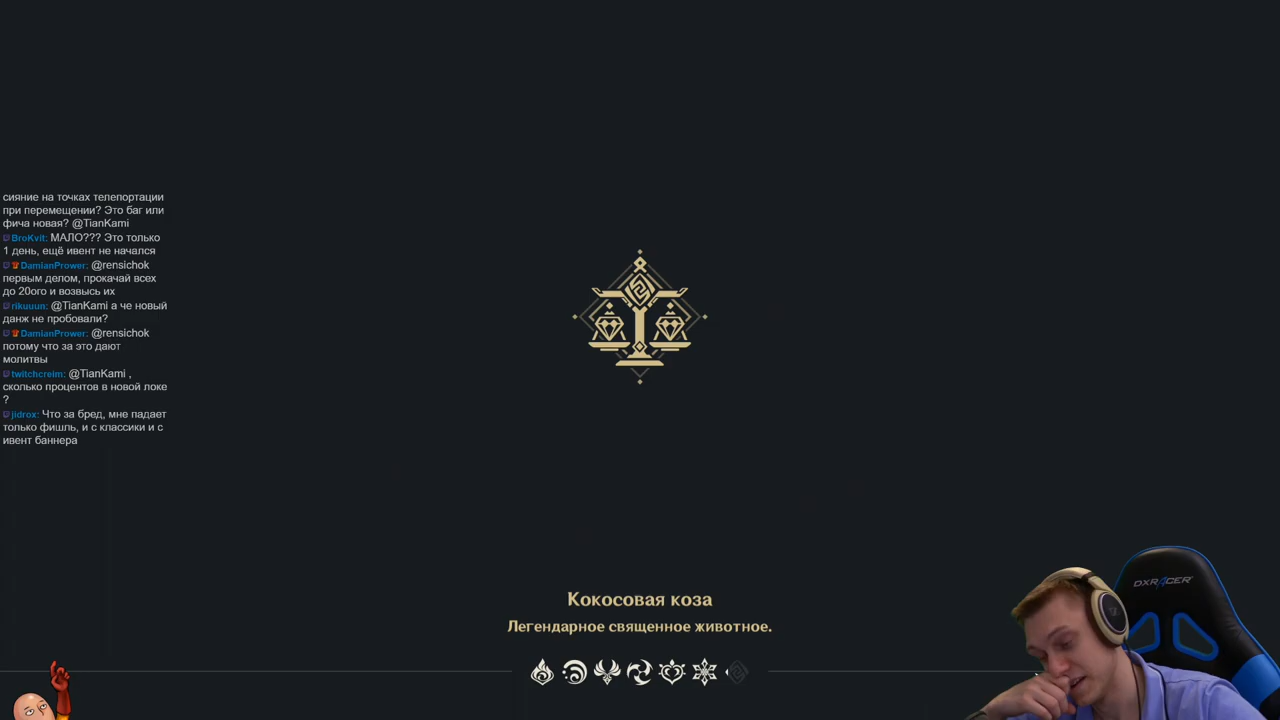 сияние на точках телепортации
при перемещении? Это баг или
фича новая? @TianKami
BroKvit: МАЛО??? Это только
1 день, ещё ивент не начался
DamianPrower: @rensichok
первым делом, прокачай всех
до 20ого и возвысь их
rikuuun: @TianKami а че новый
данж не пробовали?
DamianPrower: @rensichok
потому что за это дают
молитвы
twitchcreim: @TianKami ,
сколько процентов в новой локе
?
jidrox: Что за бред, мне падает
только фишль, и с классики и с
ивент баннера
Кокосовая коза
Легендарное священное животное.
DXRACER